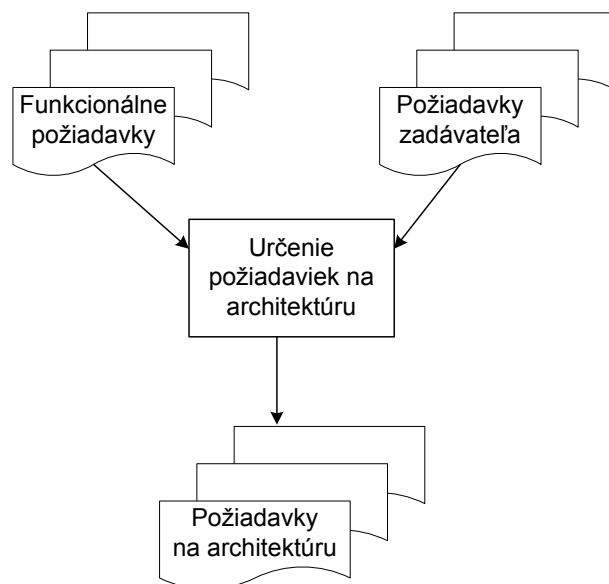 Funkcionálne
požiadavky
Požiadavky
zadávateľa
Určenie
požiadaviek na
architektúru
Požiadavky
na architektúru